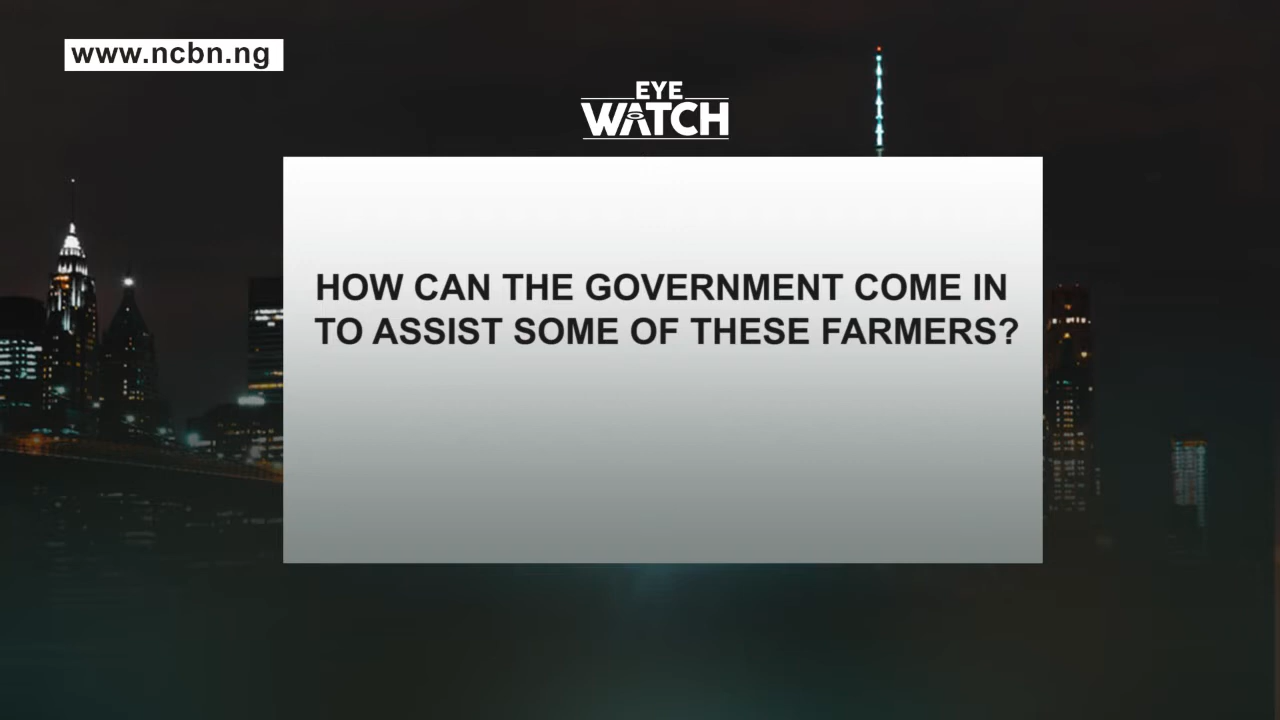 www.ncbn.ng
EYE
WATCH
HOW CAN THE GOVERNMENT COME IN
TO ASSIST SOME OF THESE FARMERS?